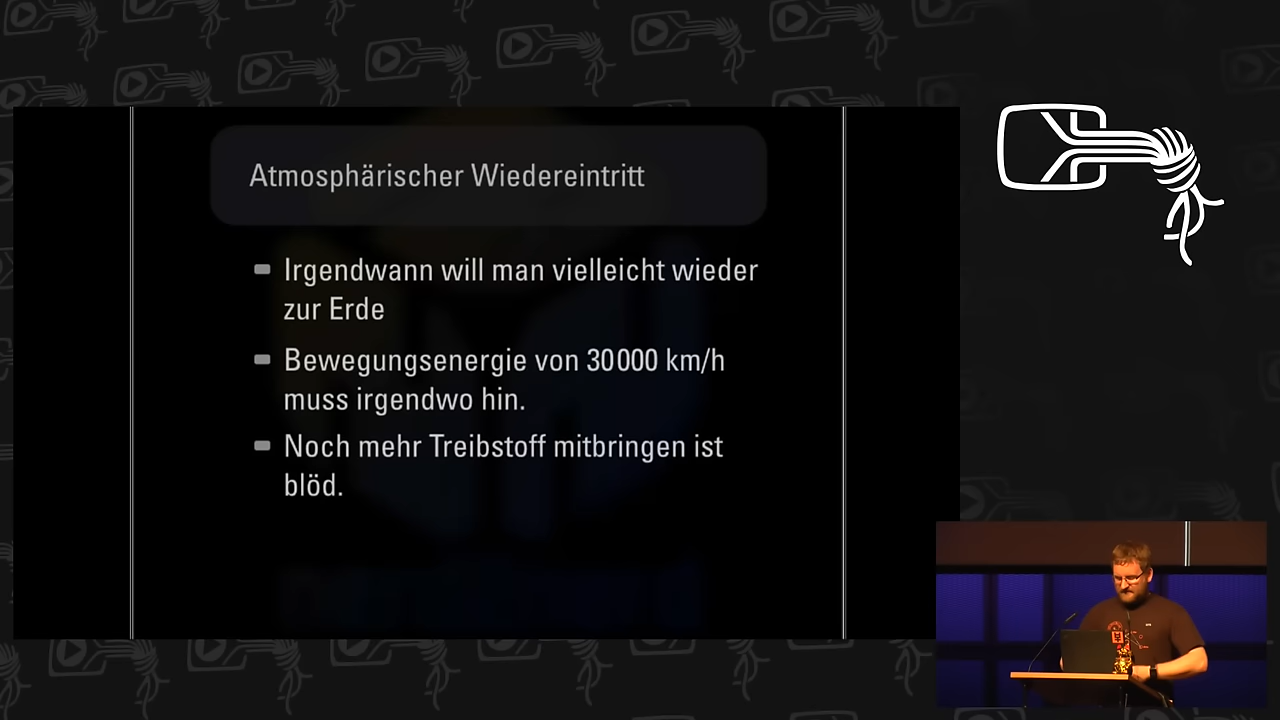 Atmosphärischer Wiedereintritt
Irgendwann will man vielleicht wieder
zur Erde
Bewegungsenergie von 30000 km/h
muss irgendwo hin.
Noch mehr Treibstoff mitbringen ist
blöd.